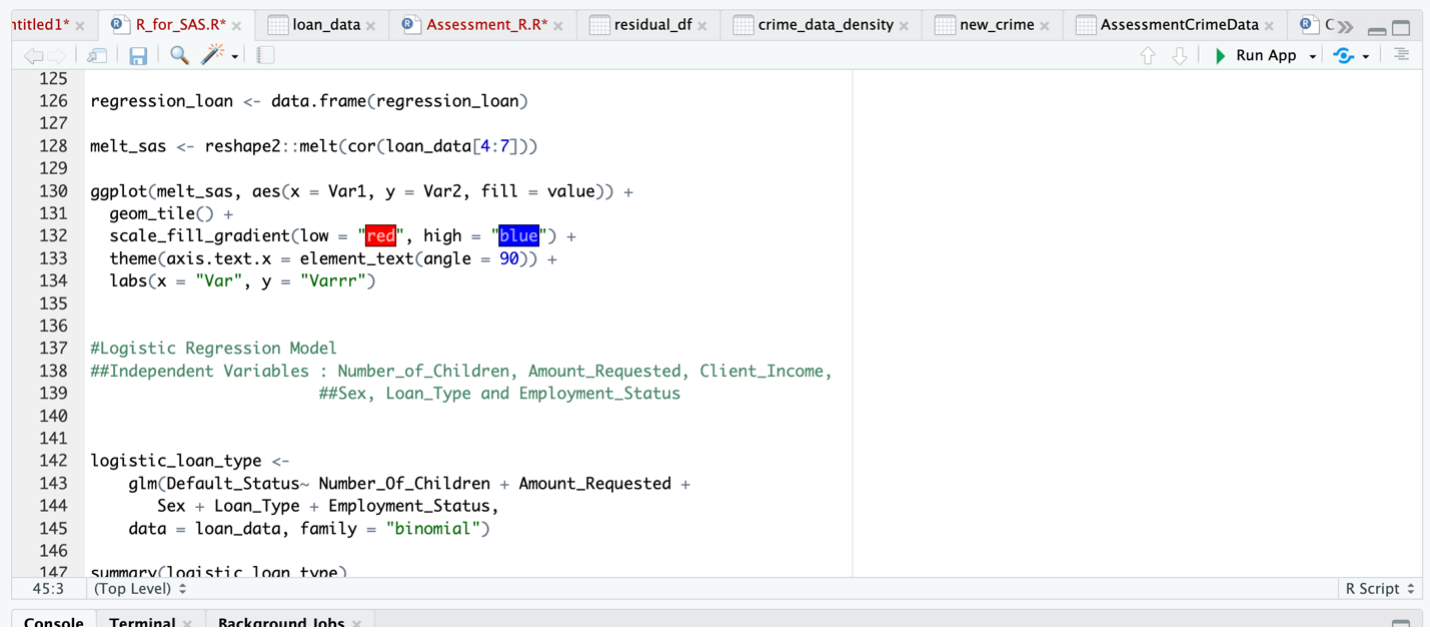 ntitled1* R_for_SAS.R* loan_data Assessment_R.R* residual_df crime_data_density new_crime AssessmentCrimeData C
Run App
125
126 regression_loan <- data.frame(regression_loan)
127
128 melt_sas <- reshape2::melt(cor(loan_data[4:7]))
129
130 ggplot(melt_sas, aes(x = Var1, y = Var2, fill = value)) +
131   geom_tile() +
132   scale_fill_gradient(low = "red", high = "blue") +
133   theme(axis.text.x = element_text(angle = 90)) +
134   labs(x = "Var", y = "Varrr")
135
136
137 #Logistic Regression Model
138 ##Independent Variables : Number_of_Children, Amount_Requested, Client_Income,
139                         ##Sex, Loan_Type and Employment_Status
140
141
142 logistic_loan_type <-
143     glm(Default_Status~ Number_Of_Children + Amount_Requested +
144        Sex + Loan_Type + Employment_Status,
145     data = loan_data, family = "binomial")
146
147 summary(logistic_loan_type)
45:3 (Top Level) R Script
Console Terminal Background Jobs